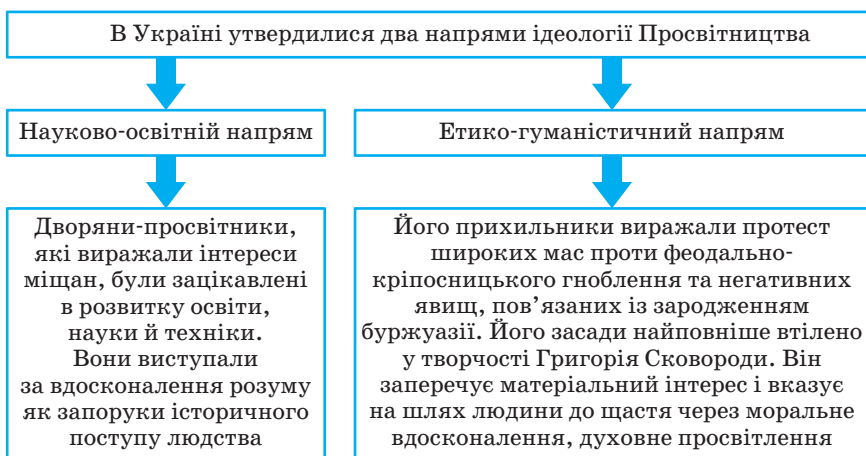 В Україні утвердилися два напрями ідеології Просвітництва
Науково-освітній напрям
Етико-гуманістичний напрям
Дворяни-просвітники,
які виражали інтереси
міщан, були зацікавлені
в розвитку освіти,
науки й техніки.
Вони виступали
за вдосконалення розуму
як запоруки історичного
поступу людства
Його прихильники виражали протест
широких мас проти феодально-
кріпосницького гноблення та негативних
явищ, пов’язаних із зародженням
буржуазії. Його засади найповніше втілено
у творчості Григорія Сковороди. Він
заперечує матеріальний інтерес і вказує
на шлях людини до щастя через моральне
вдосконалення, духовне просвітлення